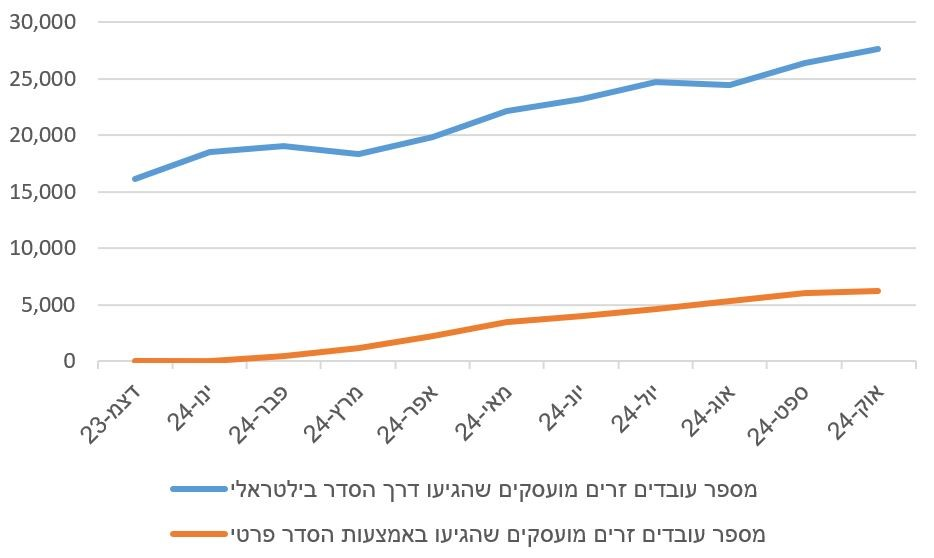 30,000
25,000
20,000
15,000
10,000
5,000
0
דצמ-23
ינו-24
פבר-24
מרץ-24
אפר-24
מאי-24
יונ-24
יול-24
אוג-24
ספט-24
אוק-24
מספר עובדים זרים מועסקים שהגיעו דרך הסדר בילטראלי
מספר עובדים זרים מועסקים שהגיעו באמצעות הסדר פרטי